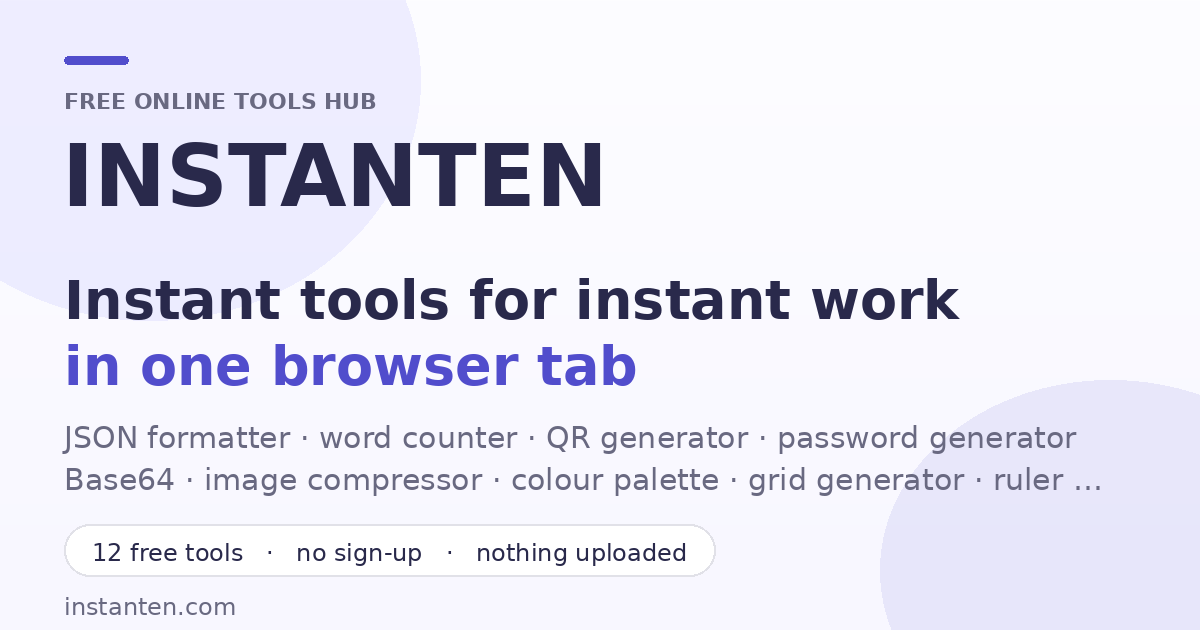 FREE ONLINE TOOLS HUB
INSTANTEN
Instant tools for instant work
in one browser tab
JSON formatter · word counter · QR generator · password generator
Base64 · image compressor · colour palette · grid generator · ruler ...
12 free tools · no sign-up · nothing uploaded
instanten.com